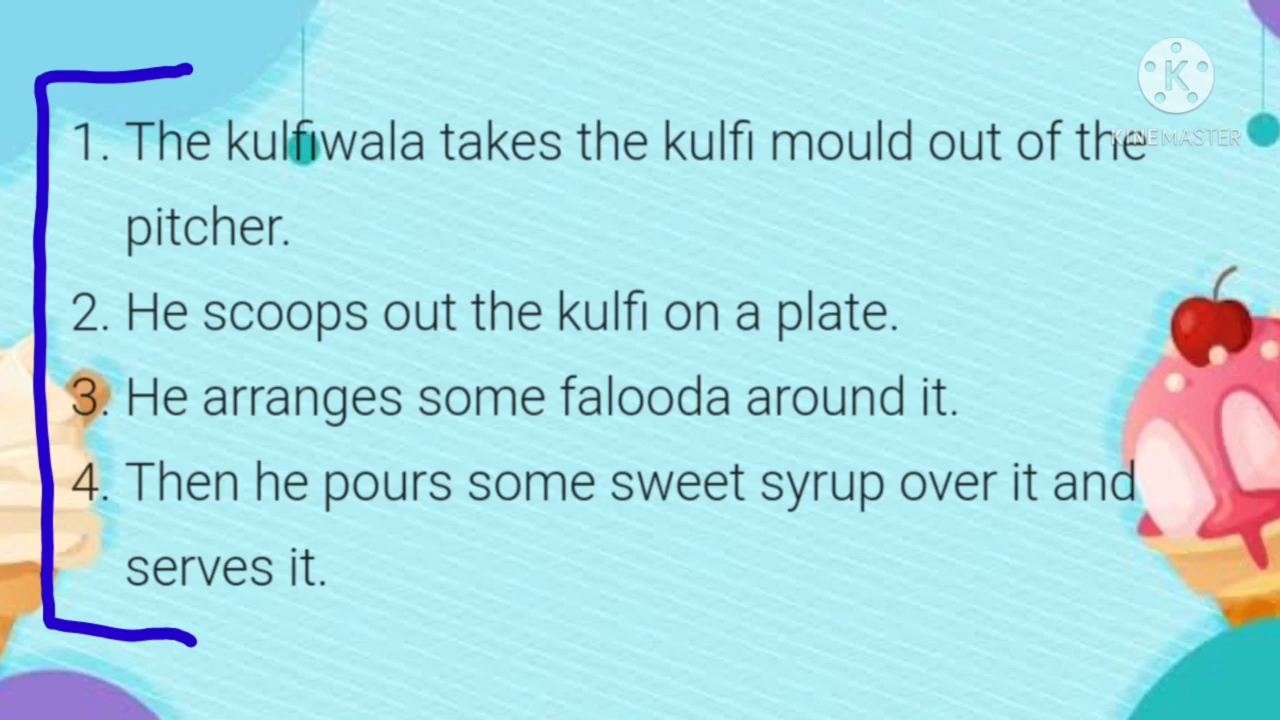 KINEMASTER
1. The kulfiwala takes the kulfi mould out of the
pitcher.
2. He scoops out the kulfi on a plate.
3. He arranges some falooda around it.
4. Then he pours some sweet syrup over it and
serves it.